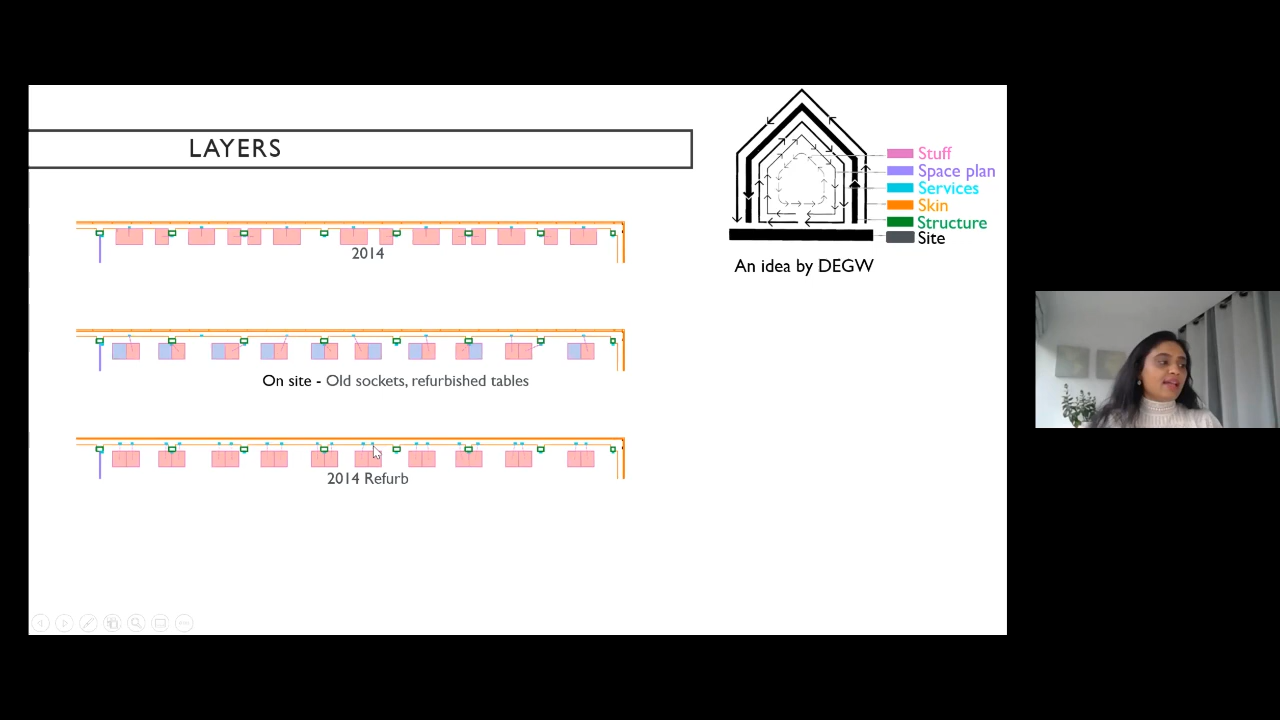 LAYERS
Stuff
Space plan
Services
Skin
Structure
Site
An idea by DEGW
2014
On site - Old sockets, refurbished tables
2014 Refurb